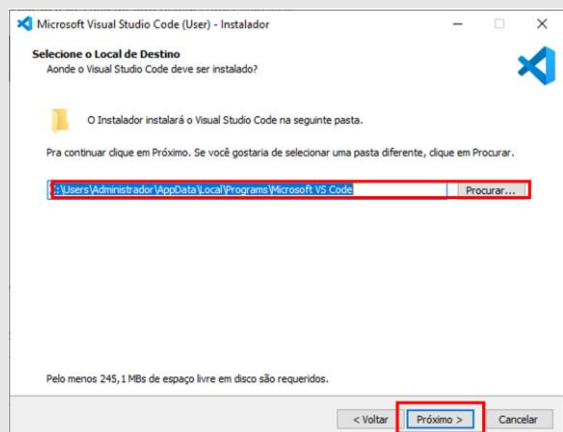 Microsoft Visual Studio Code (User) - Instalador
Selecione o Local de Destino
Aonde o Visual Studio Code deve ser instalado?
O Instalador instalará o Visual Studio Code na seguinte pasta.
Pra continuar clique em Próximo. Se você gostaria de selecionar uma pasta diferente, clique em Procurar.
C:\Users\Administrador\AppData\Local\Programs\Microsoft VS Code
Procurar...
Pelo menos 245,1 MBs de espaço livre em disco são requeridos.
< Voltar Próximo > Cancelar